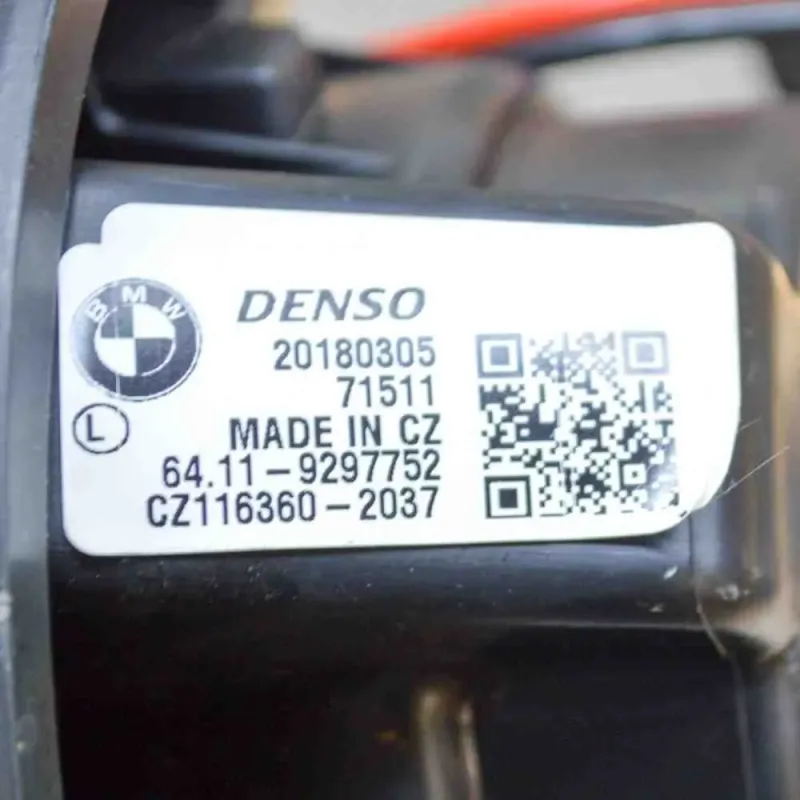 BMW
DENSO
20180305
71511
L
MADE IN CZ
64.11-9297752
CZ116360-2037